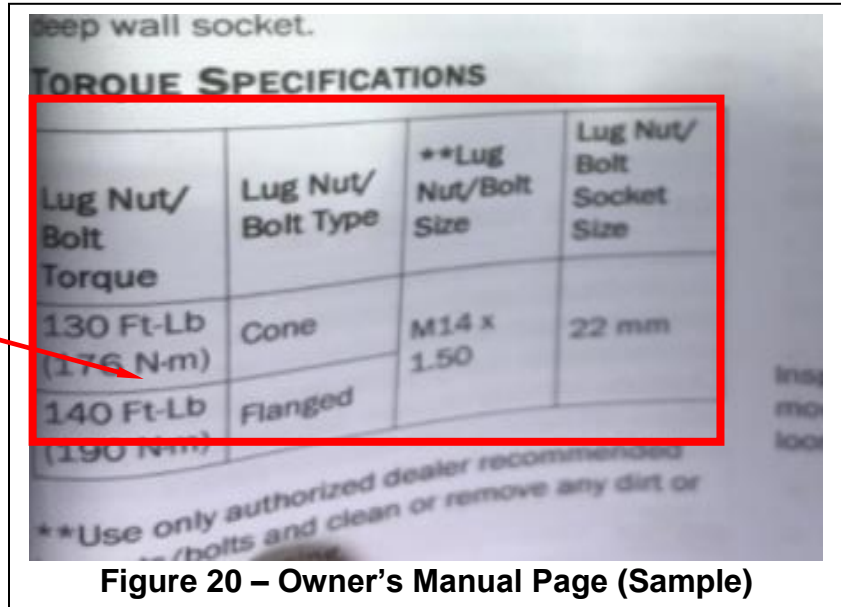 deep wall socket.
TORQUE SPECIFICATIONS
Lug Nut/
Bolt
Torque
Lug Nut/
Bolt Type
**Lug
Nut/Bolt
Size
Lug Nut/
Bolt
Socket
Size
130 Ft-Lb
(176 N·m)
Cone
M14 x
1.50
22 mm
140 Ft-Lb
(190 N·m)
Flanged
**Use only authorized dealer recommended
/bolts and clean or remove any dirt or
Figure 20 – Owner's Manual Page (Sample)